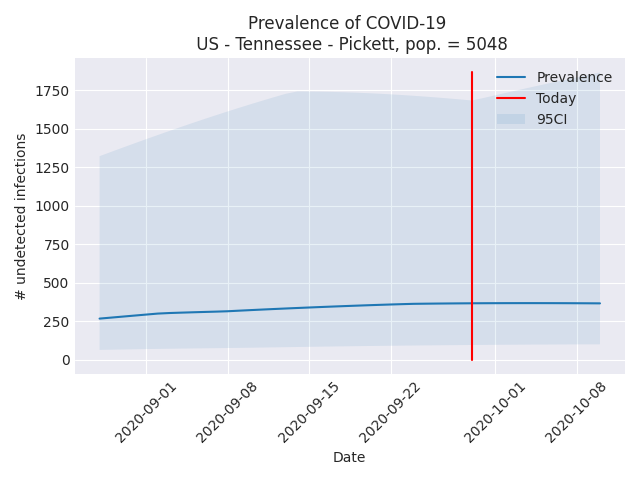 Prevalence of COVID-19
US - Tennessee - Pickett, pop. = 5048
Prevalence
Today
95CI
# undetected infections
1750
1500
1250
1000
750
500
250
0
2020-09-01
2020-09-08
2020-09-15
2020-09-22
2020-10-01
2020-10-08
Date